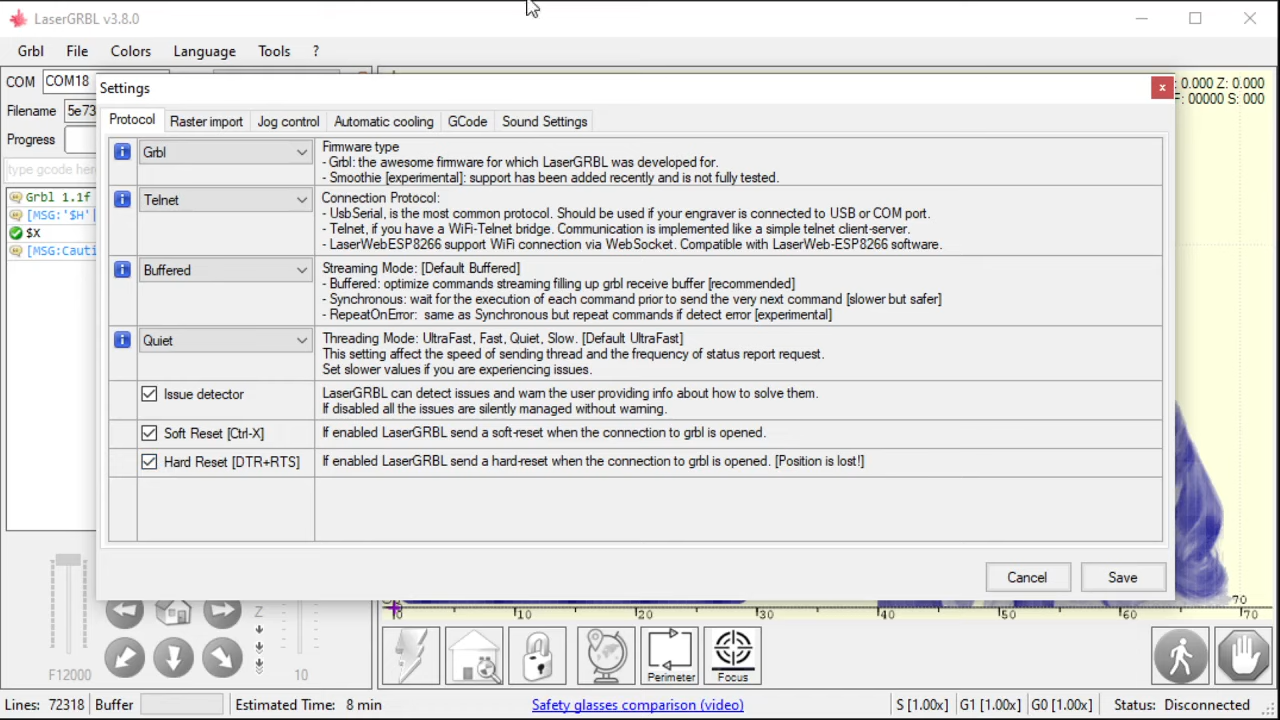 LaserGRBL v3.8.0
Grbl File Colors Language Tools ?
COM COM18
Filename 5e73
Progress
type gcode her
Grbl 1.1f
[MSG:'$H'|
$X
[MSG:Cauti
0.000 Z: 0.000
F: 00000 S: 000
Settings
Protocol Raster import Jog control Automatic cooling GCode Sound Settings
Grbl
Firmware type
- Grbl: the awesome firmware for which LaserGRBL was developed for.
- Smoothie [experimental]: support has been added recently and is not fully tested.
Telnet
Connection Protocol:
- UsbSerial, is the most common protocol. Should be used if your engraver is connected to USB or COM port.
- Telnet, if you have a WiFi-Telnet bridge. Communication is implemented like a simple telnet client-server.
- LaserWebESP8266 support WiFi connection via WebSocket. Compatible with LaserWeb-ESP8266 software.
Buffered
Streaming Mode: [Default Buffered]
- Buffered: optimize commands streaming filling up grbl receive buffer [recommended]
- Synchronous: wait for the execution of each command prior to send the very next command [slower but safer]
- RepeatOnError: same as Synchronous but repeat commands if detect error [experimental]
Quiet
Threading Mode: UltraFast, Fast, Quiet, Slow. [Default UltraFast]
This setting affect the speed of sending thread and the frequency of status report request.
Set slower values if you are experiencing issues.
Issue detector
LaserGRBL can detect issues and warn the user providing info about how to solve them.
If disabled all the issues are silently managed without warning.
Soft Reset [Ctrl-X]
If enabled LaserGRBL send a soft-reset when the connection to grbl is opened.
Hard Reset [DTR+RTS]
If enabled LaserGRBL send a hard-reset when the connection to grbl is opened. [Position is lost!]
Cancel Save
70
0 10 20 30 40 50 60 70
Z
F12000 10
Perimeter Focus
Lines: 72318 Buffer Estimated Time: 8 min Safety glasses comparison (video) S [1.00x] G1 [1.00x] G0 [1.00x] Status: Disconnected